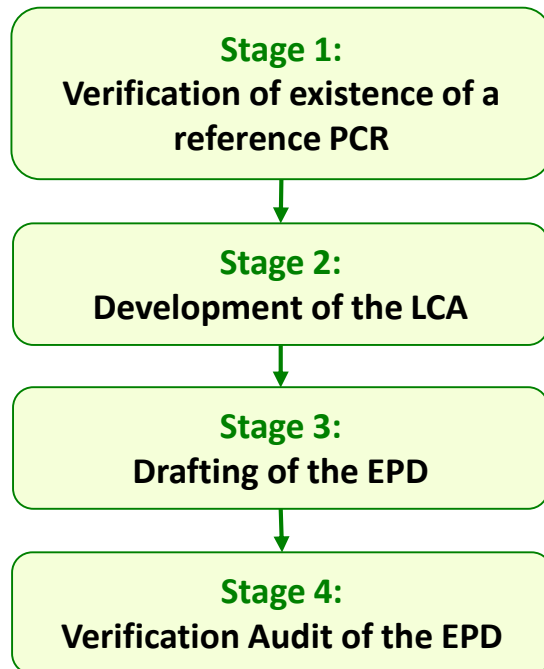 Stage 1:
Verification of existence of a
reference PCR
Stage 2:
Development of the LCA
Stage 3:
Drafting of the EPD
Stage 4:
Verification Audit of the EPD